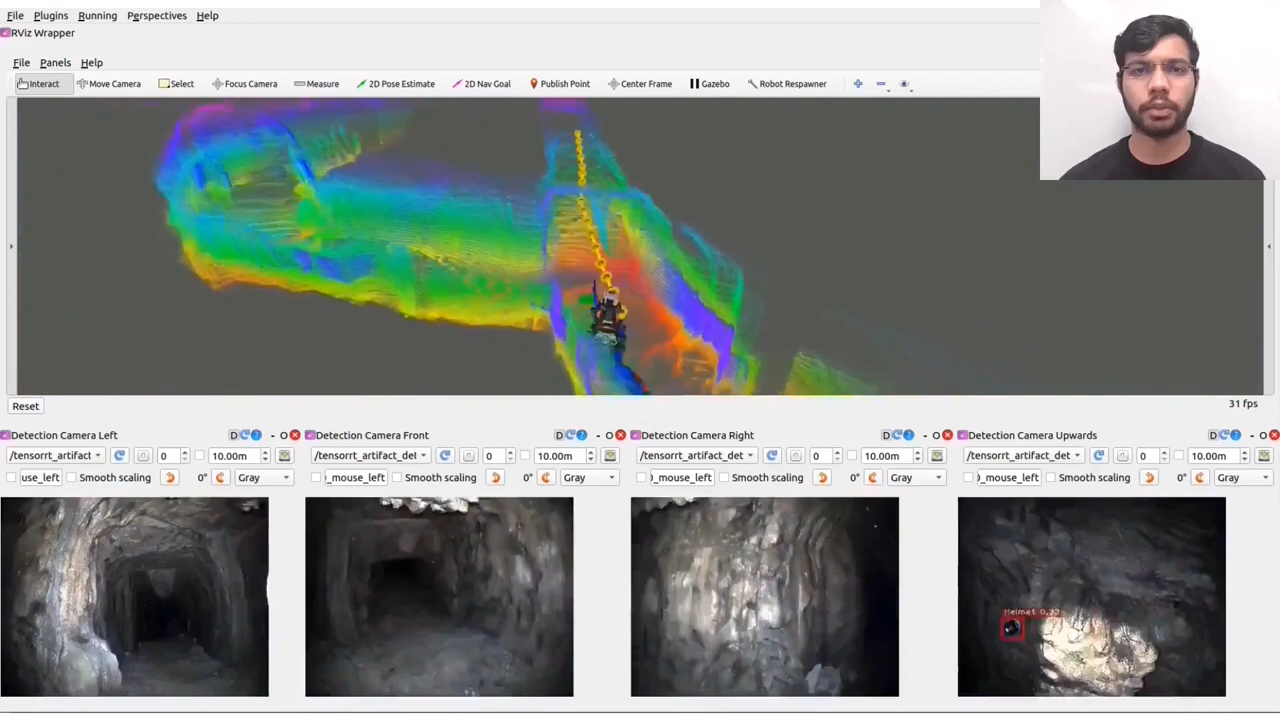 File Plugins Running Perspectives Help
RViz Wrapper
File Panels Help
Interact Move Camera Select Focus Camera Measure 2D Pose Estimate 2D Nav Goal Publish Point Center Frame Gazebo Robot Respawner
Reset 31 fps
Detection Camera Left D - O Detection Camera Front D - O Detection Camera Right D - O Detection Camera Upwards D - O
/tensorrt_artifact 0 10.00m /tensorrt_artifact_det 0 10.00m /tensorrt_artifact_det 0 10.00m /tensorrt_artifact_det 0 10.00m
use_left Smooth scaling 0° Gray _mouse_left Smooth scaling 0° Gray )_mouse_left Smooth scaling 0° Gray )_mouse_left Smooth scaling 0° Gray
Helmet 0.33